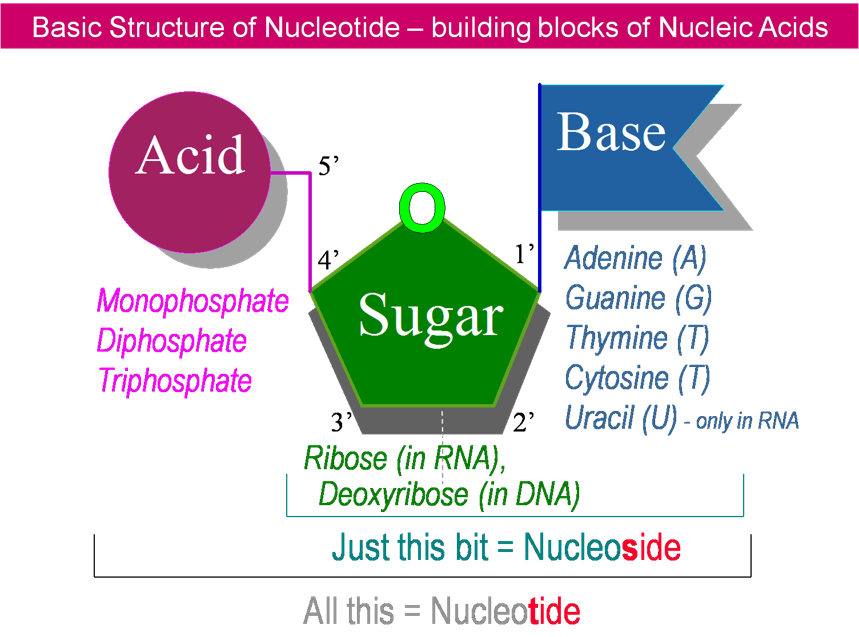 Basic Structure of Nucleotide – building blocks of Nucleic Acids
Acid
Base
5’
O
4’
1’
Sugar
Monophosphate
Diphosphate
Triphosphate
Adenine (A)
Guanine (G)
Thymine (T)
Cytosine (T)
Uracil (U) - only in RNA
3’
2’
Ribose (in RNA),
Deoxyribose (in DNA)
Just this bit = Nucleoside
All this = Nucleotide